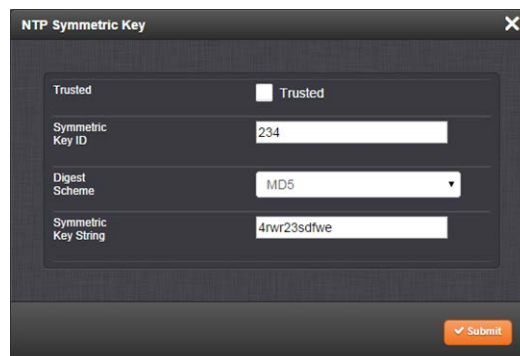 NTP Symmetric Key
Trusted
Trusted
Symmetric
Key ID
234
Digest
Scheme
MD5
Symmetric
Key String
4rwr23sdfwe
Submit